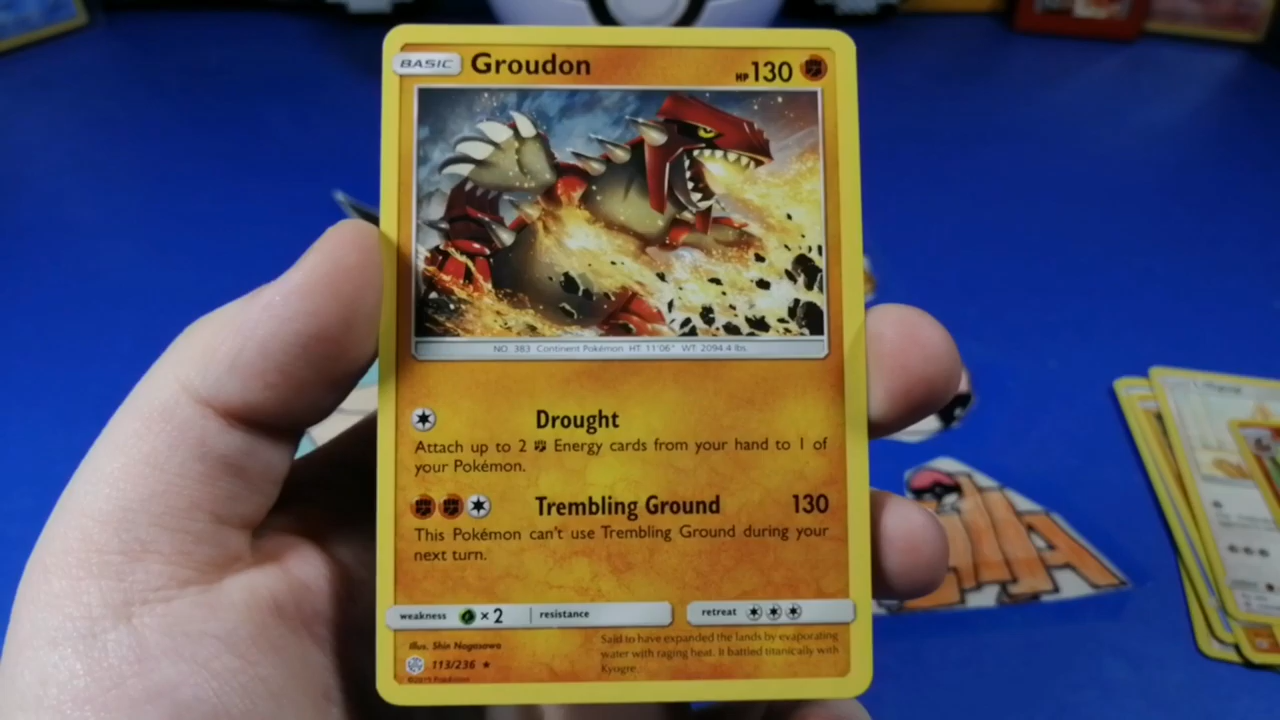 BASIC Groudon HP 130
NO. 383 Continent Pokémon HT: 11'06" WT: 2094.4 lbs.
Drought
Attach up to 2 Energy cards from your hand to 1 of
your Pokémon.
Trembling Ground 130
This Pokémon can't use Trembling Ground during your
next turn.
weakness ×2 resistance retreat
Illus. Shin Nagasawa
113/236
©2019 Pokémon
Said to have expanded the lands by evaporating
water with raging heat. It battled titanically with
Kyogre.